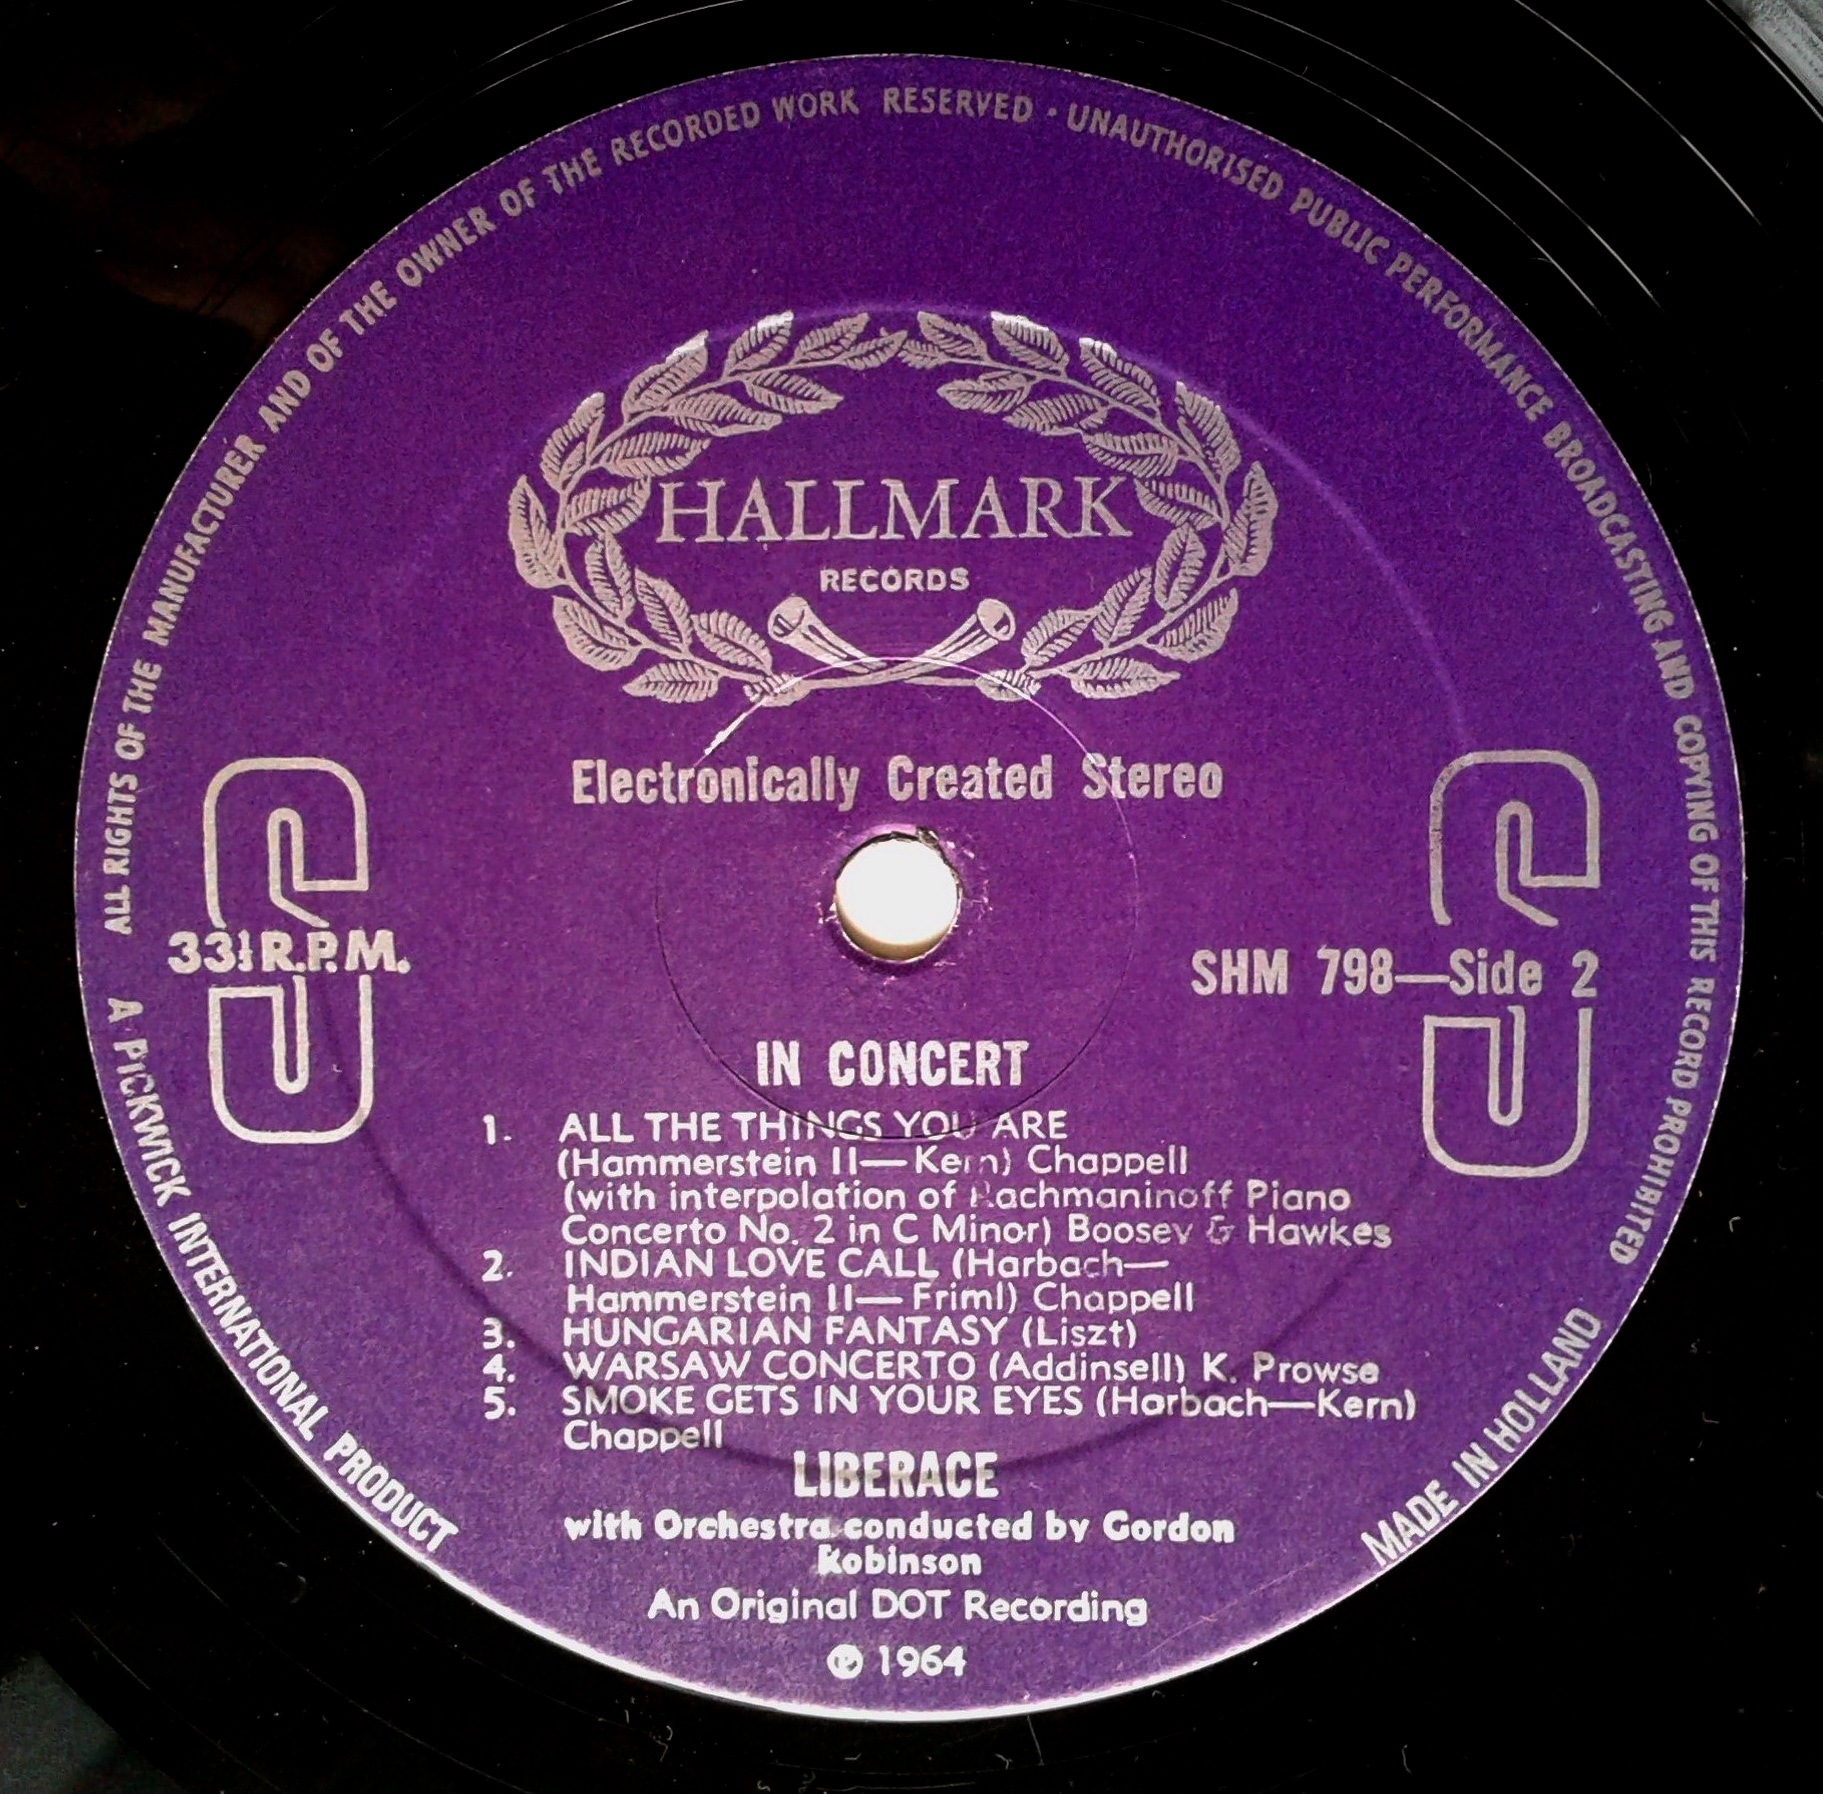 ALL RIGHTS OF THE MANUFACTURER AND OF THE OWNER OF THE RECORDED WORK RESERVED · UNAUTHORISED PUBLIC PERFORMANCE BROADCASTING AND COPYING OF THIS RECORD PROHIBITED
HALLMARK
RECORDS
Electronically Created Stereo
S
S
33⅓ R.P.M.
SHM 798—Side 2
IN CONCERT
1. ALL THE THINGS YOU ARE
(Hammerstein II—Kern) Chappell
(with interpolation of Rachmaninoff Piano
Concerto No. 2 in C Minor) Boosey & Hawkes
2. INDIAN LOVE CALL (Harbach—
Hammerstein II—Friml) Chappell
3. HUNGARIAN FANTASY (Liszt)
4. WARSAW CONCERTO (Addinsell) K. Prowse
5. SMOKE GETS IN YOUR EYES (Harbach—Kern)
Chappell
LIBERACE
with Orchestra conducted by Gordon
Robinson
An Original DOT Recording
℗ 1964
A PICKWICK INTERNATIONAL PRODUCT
MADE IN HOLLAND